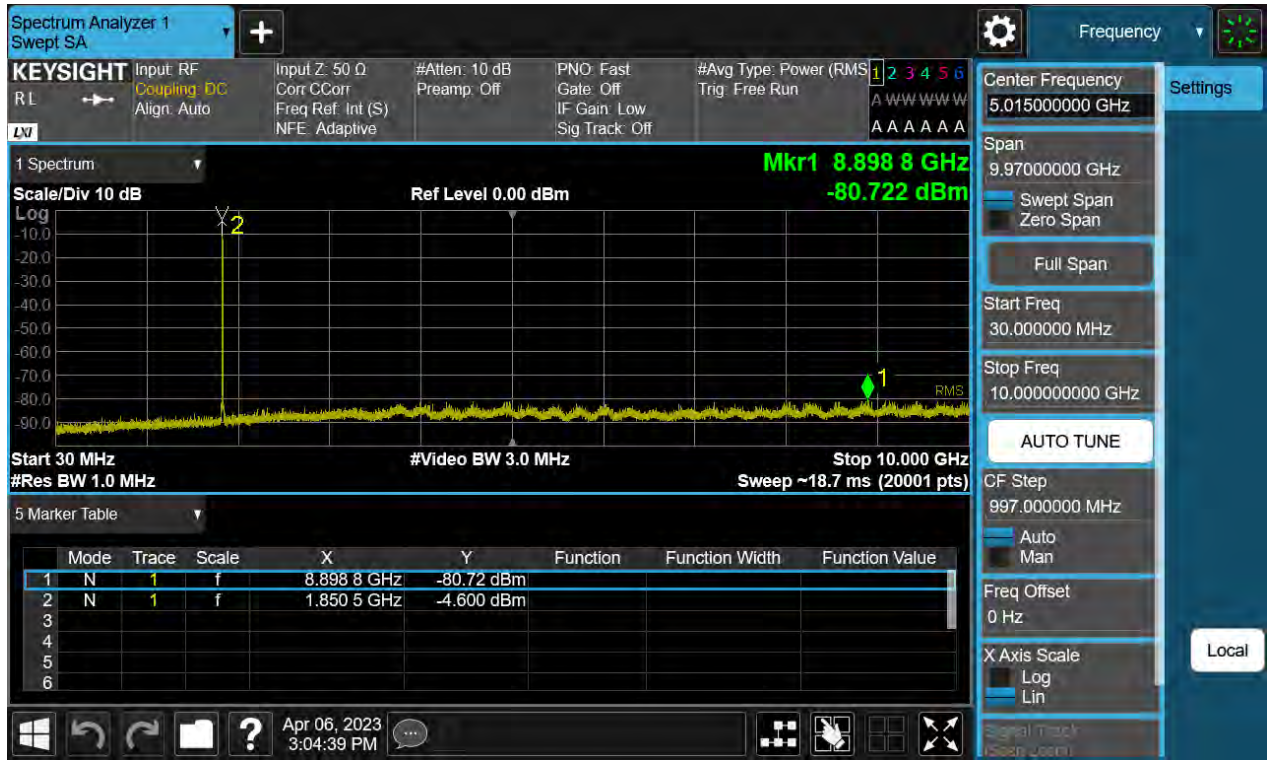 Spectrum Analyzer 1
Swept SA
+
Frequency
KEYSIGHT
RL
LXI
Input: RF
Coupling: DC
Align: Auto
Input Z: 50 Ω
Corr CCorr
Freq Ref: Int (S)
NFE: Adaptive
#Atten: 10 dB
Preamp: Off
PNO: Fast
Gate: Off
IF Gain: Low
Sig Track: Off
#Avg Type: Power (RMS
Trig: Free Run
1 2 3 4 5 6
A W W W W W
A A A A A A
1 Spectrum
Mkr1 8.898 8 GHz
Scale/Div 10 dB
Ref Level 0.00 dBm
-80.722 dBm
Log
-10.0
-20.0
-30.0
-40.0
-50.0
-60.0
-70.0
-80.0
-90.0
2
1
RMS
Start 30 MHz
#Video BW 3.0 MHz
Stop 10.000 GHz
#Res BW 1.0 MHz
Sweep ~18.7 ms (20001 pts)
5 Marker Table
Mode Trace Scale X Y Function Function Width Function Value
1 N 1 f 8.898 8 GHz -80.72 dBm
2 N 1 f 1.850 5 GHz -4.600 dBm
3
4
5
6
?
Apr 06, 2023
3:04:39 PM
Center Frequency
5.015000000 GHz
Settings
Span
9.97000000 GHz
Swept Span
Zero Span
Full Span
Start Freq
30.000000 MHz
Stop Freq
10.000000000 GHz
AUTO TUNE
CF Step
997.000000 MHz
Auto
Man
Freq Offset
0 Hz
X Axis Scale
Log
Lin
Local
Signal Track
(Span Zoom)